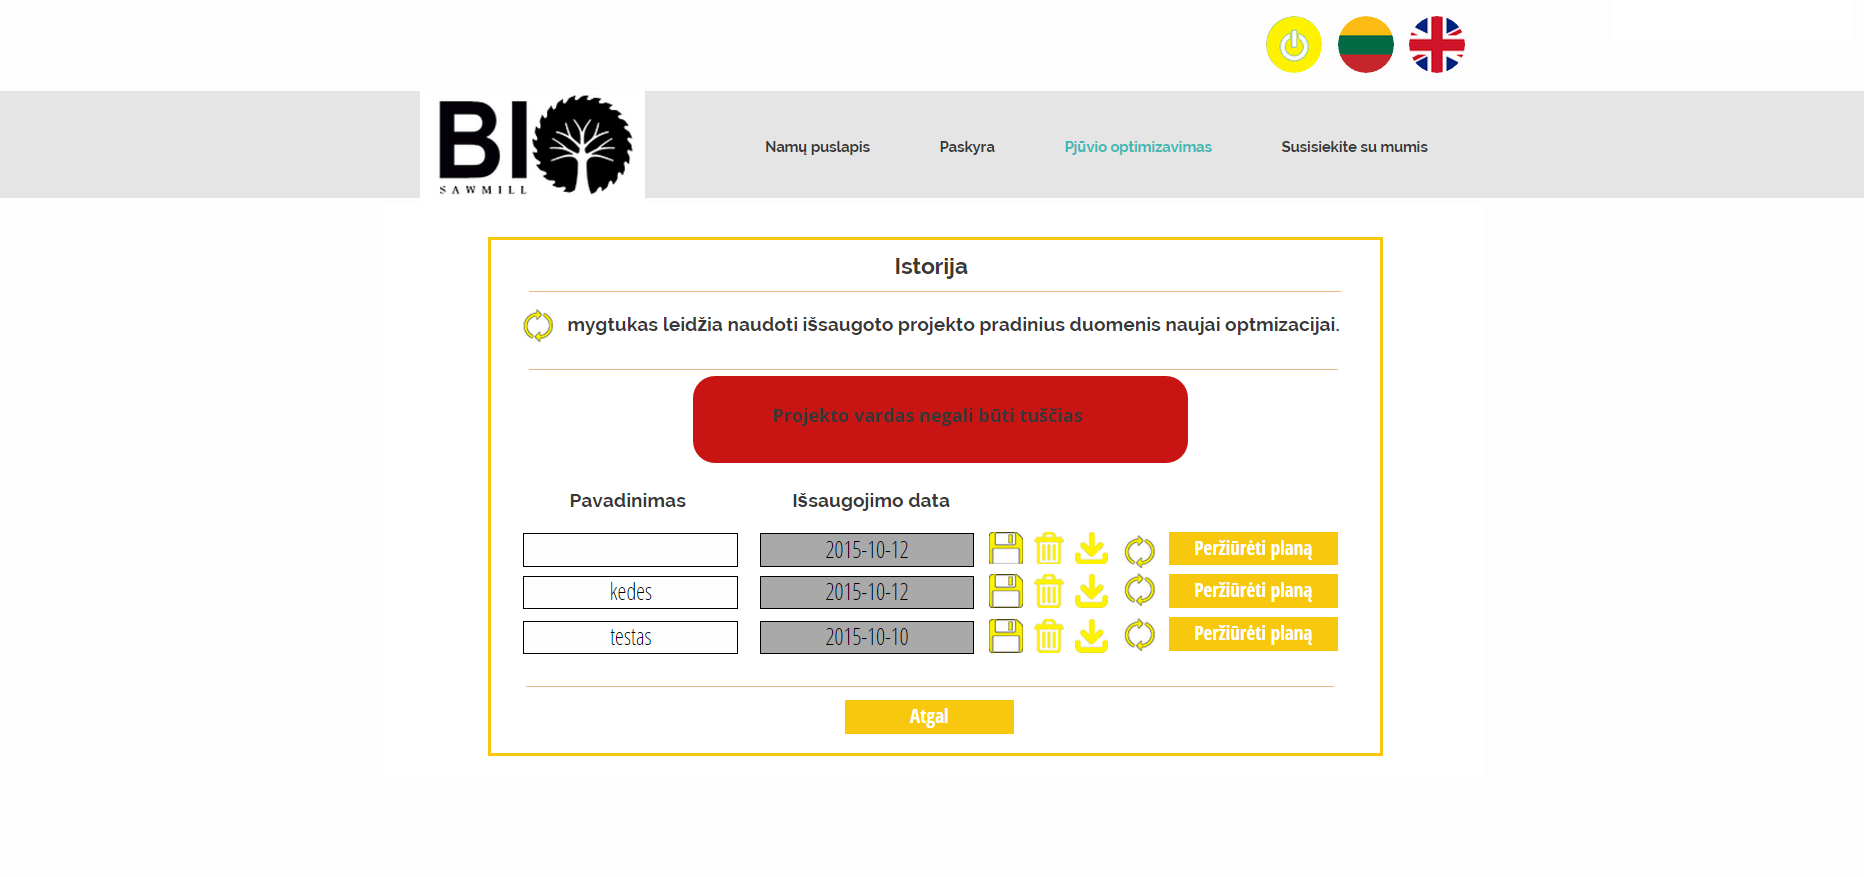 BIO
SAWMILL
Namų puslapis
Paskyra
Pjūvio optimizavimas
Susisiekite su mumis
Istorija
mygtukas leidžia naudoti išsaugoto projekto pradinius duomenis naujai optmizacijai.
Projekto vardas negali būti tuščias
Pavadinimas
Išsaugojimo data
2015-10-12
Peržiūrėti planą
kedes
2015-10-12
Peržiūrėti planą
testas
2015-10-10
Peržiūrėti planą
Atgal